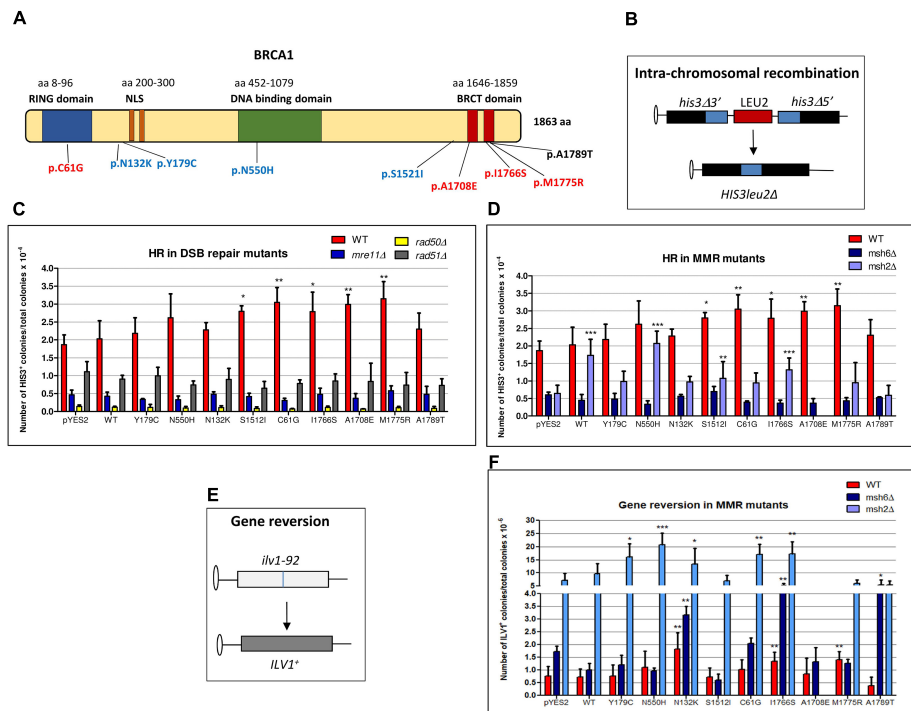 A
BRCA1
aa 8-96
aa 200-300
aa 452-1079
aa 1646-1859
RING domain
NLS
DNA binding domain
BRCT domain
1863 aa
p.C61G
p.N132K
p.Y179C
p.N550H
p.S1521I
p.A1708E
p.I1766S
p.M1775R
p.A1789T
B
Intra-chromosomal recombination
his3Δ3’
LEU2
his3Δ5’
HIS3leu2Δ
C
HR in DSB repair mutants
WT
mre11Δ
rad50Δ
rad51Δ
Number of HIS3⁺ colonies/total colonies x 10⁻⁴
4.0
3.5
3.0
2.5
2.0
1.5
1.0
0.5
0.0
*
**
*
**
**
pYES2 WT Y179C N550H N132K S1512I C61G I1766S A1708E M1775R A1789T
D
HR in MMR mutants
WT
msh6Δ
msh2Δ
Number of HIS3⁺ colonies/total colonies x 10⁻⁴
4.0
3.5
3.0
2.5
2.0
1.5
1.0
0.5
0.0
***
***
*
**
**
*
***
**
**
pYES2 WT Y179C N550H N132K S1512I C61G I1766S A1708E M1775R A1789T
E
Gene reversion
ilv1-92
ILV1⁺
F
Gene reversion in MMR mutants
WT
msh6Δ
msh2Δ
Number of ILV1⁺ colonies/total colonies x 10⁻⁶
30
25
20
15
10
5
4.0
3.5
3.0
2.5
2.0
1.5
1.0
0.5
0.0
*
***
*
**
**
**
**
**
**
**
*
pYES2 WT Y179C N550H N132K S1512I C61G I1766S A1708E M1775R A1789T